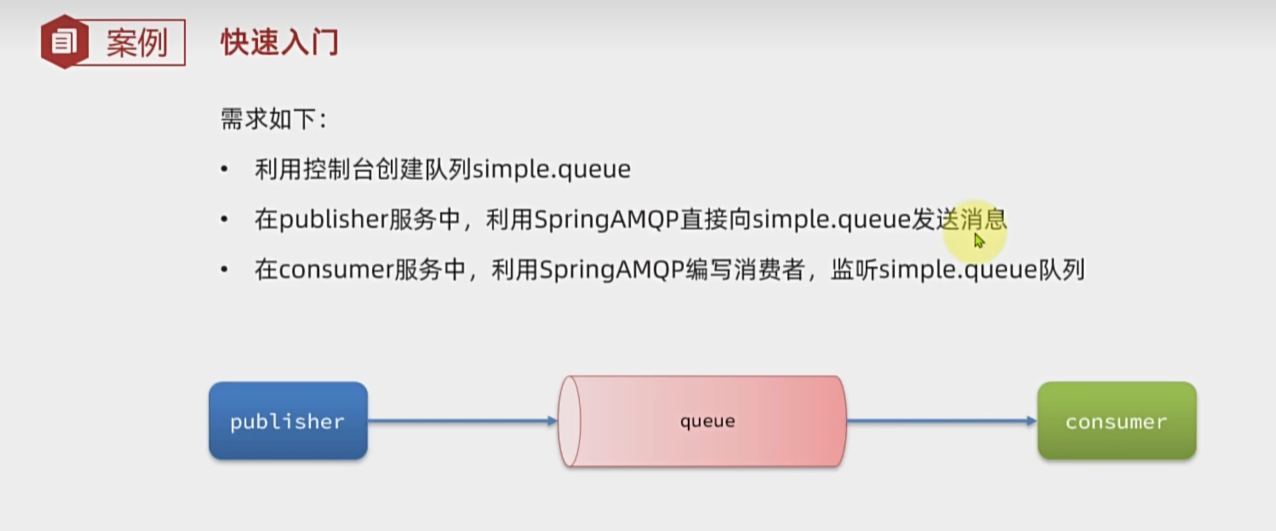 案例 快速入门
需求如下：
• 利用控制台创建队列simple.queue
• 在publisher服务中，利用SpringAMQP直接向simple.queue发送消息
• 在consumer服务中，利用SpringAMQP编写消费者，监听simple.queue队列
publisher queue consumer